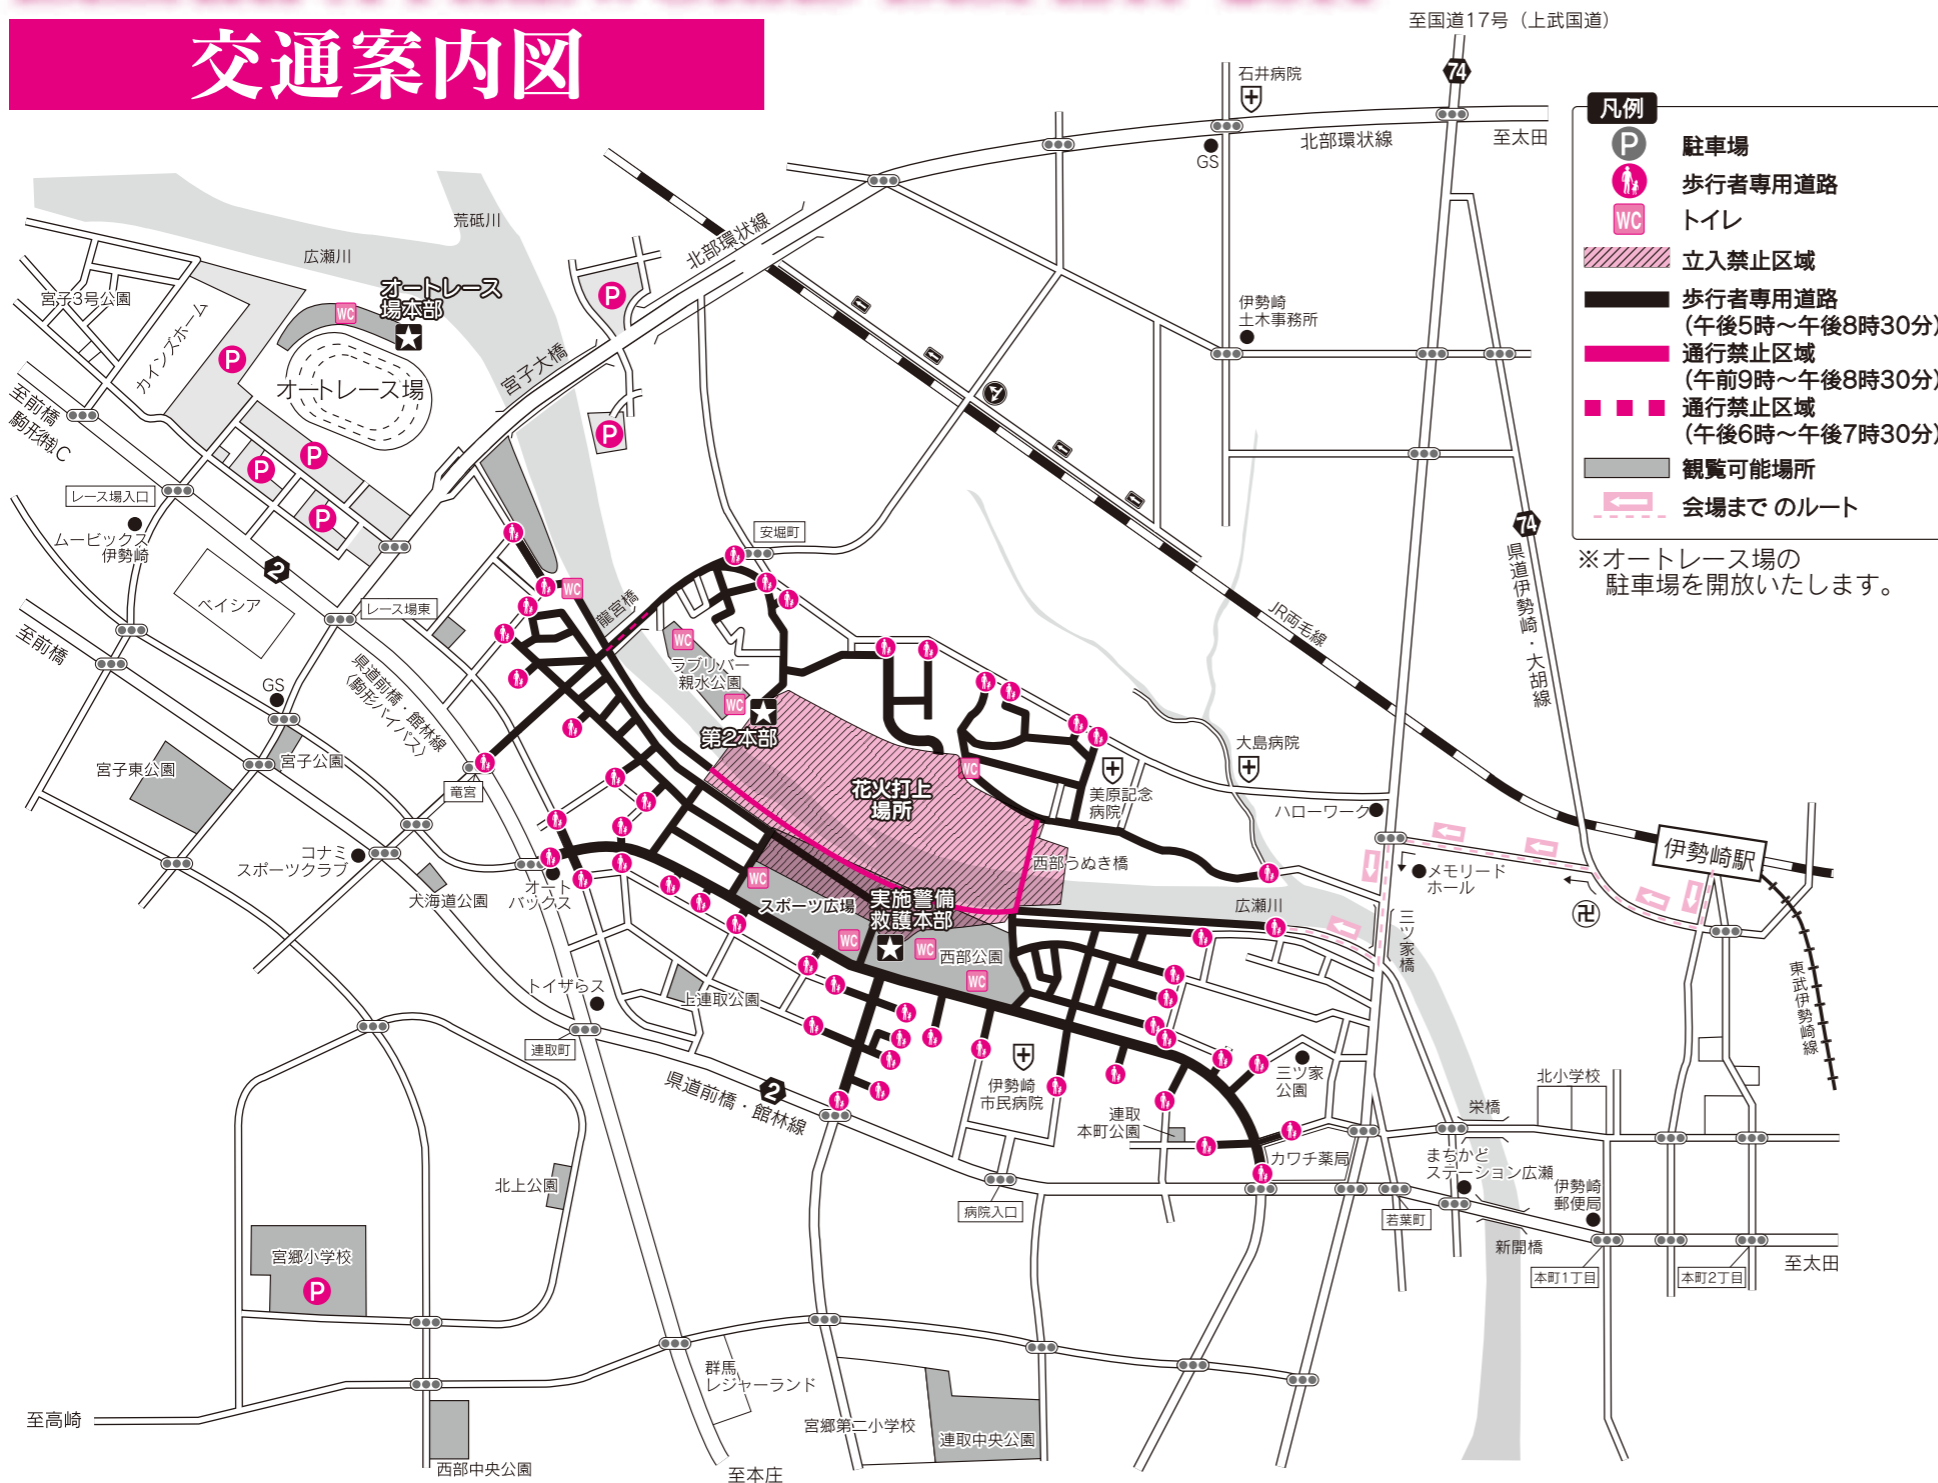 交通案内図
至国道17号（上武国道）
74
石井病院
北部環状線
至太田
GS
凡例
P 駐車場
歩行者専用道路
WC トイレ
立入禁止区域
歩行者専用道路
（午後5時～午後8時30分）
通行禁止区域
（午前9時～午後8時30分）
通行禁止区域
（午後6時～午後7時30分）
観覧可能場所
会場までのルート
※オートレース場の
駐車場を開放いたします。
荒砥川
広瀬川
北部環状線
オートレース
場本部
宮子3号公園
カインズホーム
WC
P
P
オートレース場
宮子大橋
P
伊勢崎
土木事務所
至前橋
駒形㈵C
P
P
P
レース場入口
ムービックス
伊勢崎
2
ベイシア
レース場東
安堀町
74
県道伊勢崎・大胡線
JR両毛線
WC
龍宮橋
WC
ラブリバー
親水公園
WC
第2本部
至前橋
GS
県道前橋・館林線
〈駒形バイパス〉
宮子公園
宮子東公園
竜宮
花火打上
場所
WC
美原記念
病院
大島病院
ハローワーク
西部うぬき橋
メモリード
ホール
伊勢崎駅
卍
コナミ
スポーツクラブ
犬海道公園
オート
バックス
WC
スポーツ広場
実施警備
救護本部
WC
WC
西部公園
WC
広瀬川
三ツ家橋
東武伊勢崎線
トイザらス
上連取公園
連取町
県道前橋・館林線
2
伊勢崎
市民病院
連取
本町公園
三ツ家
公園
カワチ薬局
北小学校
栄橋
まちかど
ステーション広瀬
伊勢崎
郵便局
北上公園
病院入口
若葉町
新開橋
本町1丁目
本町2丁目
至太田
宮郷小学校
P
群馬
レジャーランド
宮郷第二小学校
連取中央公園
至高崎
西部中央公園
至本庄